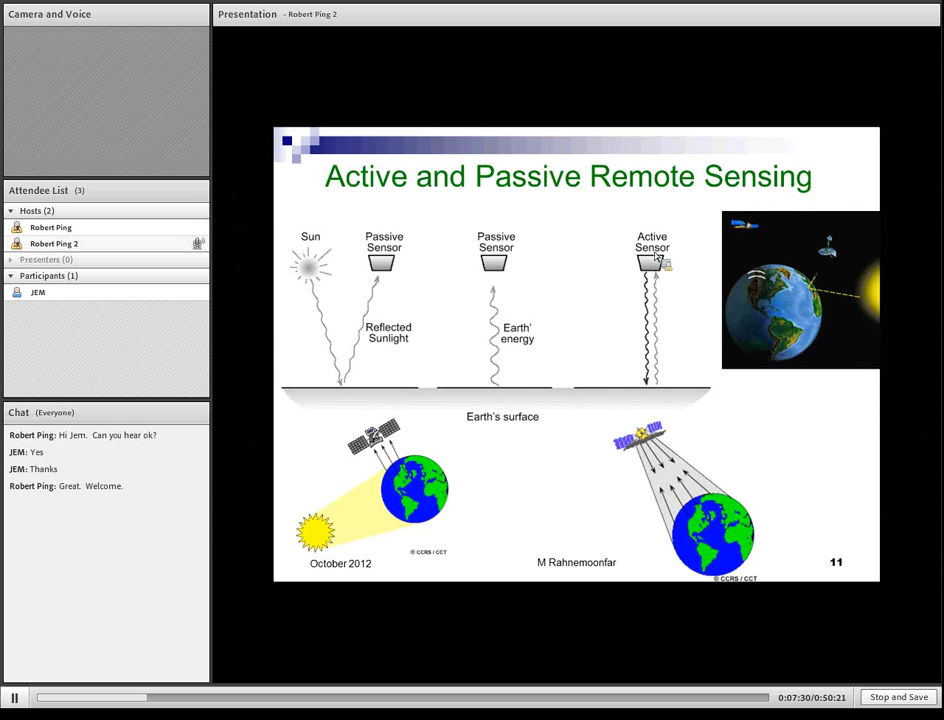 Camera and Voice
Presentation - Robert Ping 2
Attendee List (3)
Hosts (2)
Robert Ping
Robert Ping 2
Presenters (0)
Participants (1)
JEM
Chat (Everyone)
Robert Ping: Hi Jem. Can you hear ok?
JEM: Yes
JEM: Thanks
Robert Ping: Great. Welcome.
Active and Passive Remote Sensing
Sun
Passive
Sensor
Passive
Sensor
Active
Sensor
Reflected
Sunlight
Earth'
energy
Earth's surface
© CCRS / CCT
© CCRS / CCT
October 2012
M Rahnemoonfar
11
0:07:30/0:50:21
Stop and Save